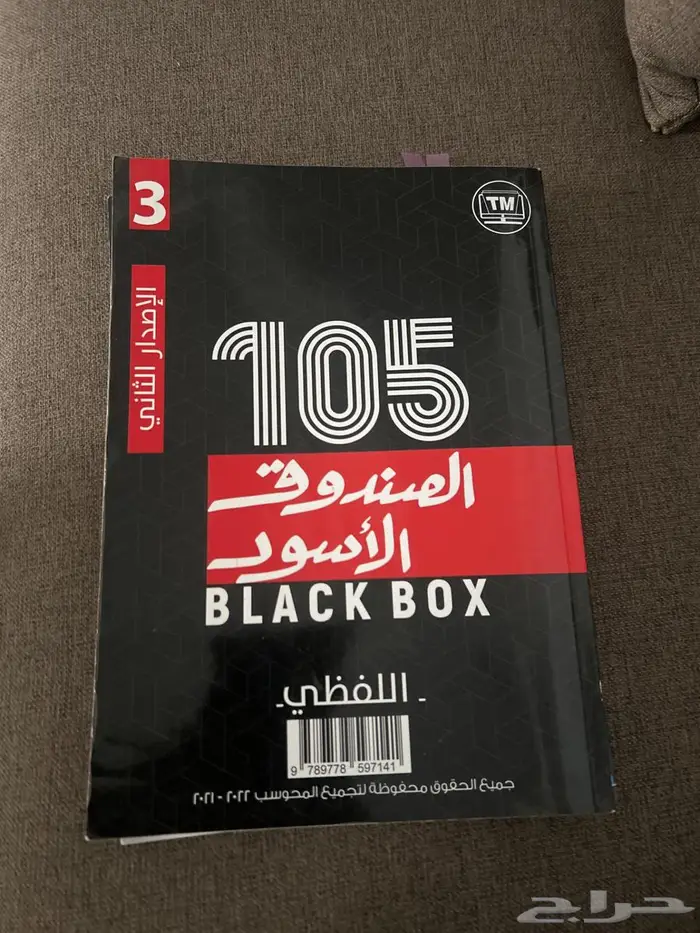 3
TM
الإصدار الثاني
105
الصندوق
الأسود
BLACK BOX
- اللفظي -
9 789778 597141
جميع الحقوق محفوظة لتجميع المحوسب ٢٠٢٢ - ٢٠٢١
حراج